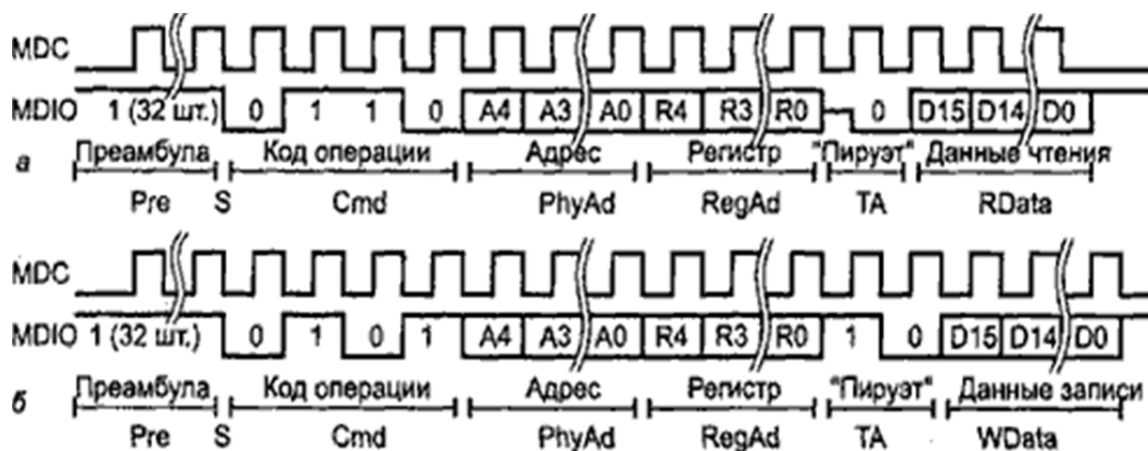 MDC
MDIO 1 (32 шт.) 0 1 1 0 A4 A3 A0 R4 R3 R0 0 D15 D14 D0
а Преамбула Код операции Адрес Регистр "Пируэт" Данные чтения
Pre S Cmd PhyAd RegAd TA RData
MDC
MDIO 1 (32 шт.) 0 1 0 1 A4 A3 A0 R4 R3 R0 1 0 D15 D14 D0
б Преамбула Код операции Адрес Регистр "Пируэт" Данные записи
Pre S Cmd PhyAd RegAd TA WData